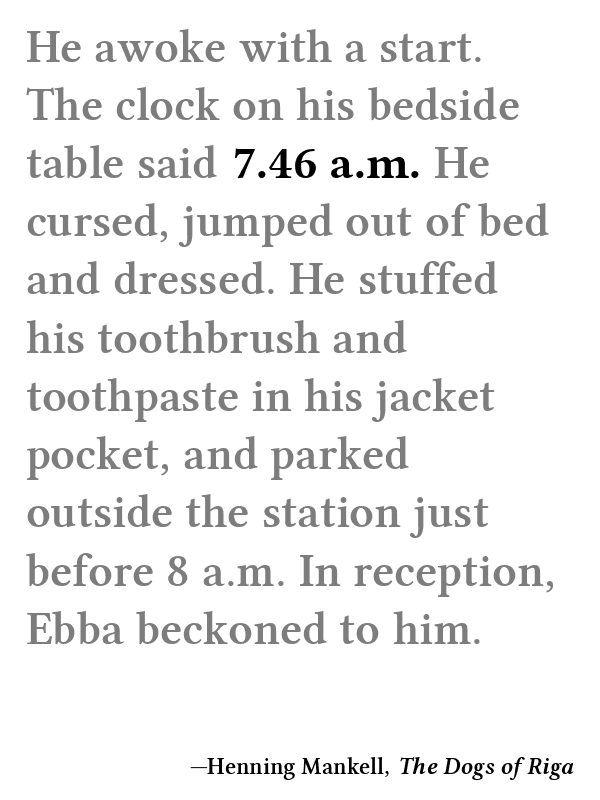 He awoke with a start.
The clock on his bedside
table said 7.46 a.m. He
cursed, jumped out of bed
and dressed. He stuffed
his toothbrush and
toothpaste in his jacket
pocket, and parked
outside the station just
before 8 a.m. In reception,
Ebba beckoned to him.
—Henning Mankell, The Dogs of Riga